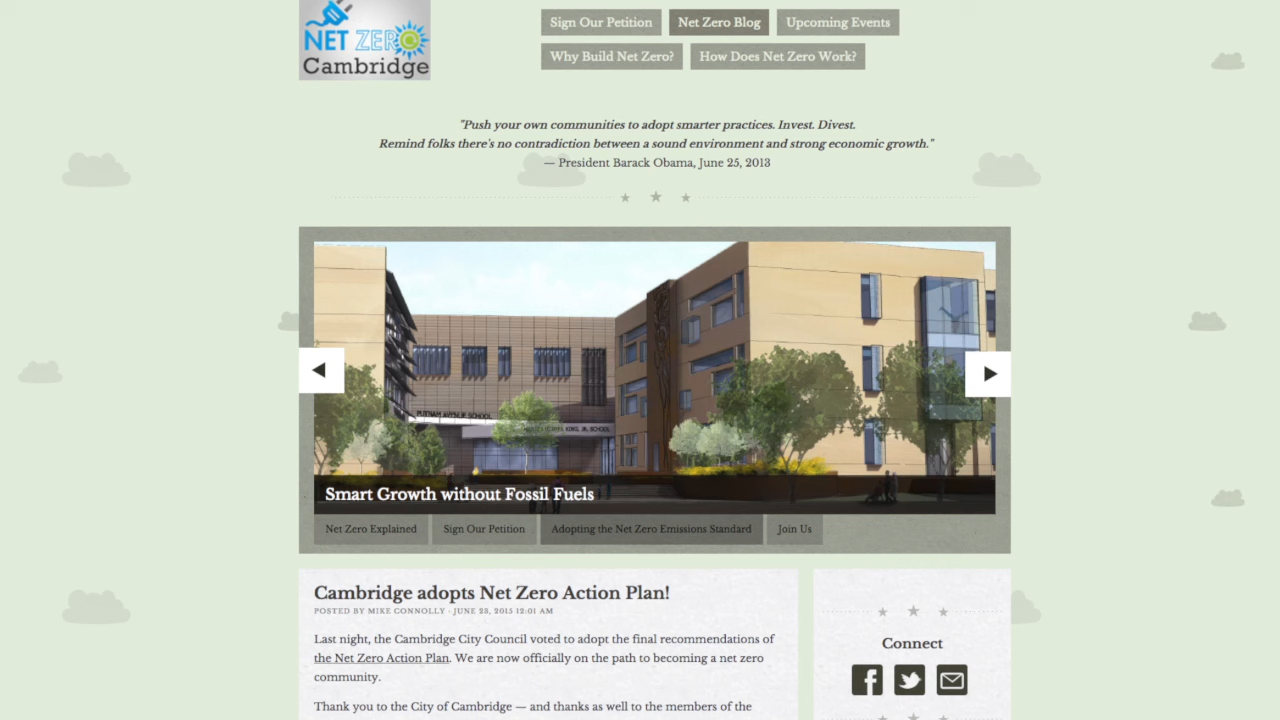 NET ZERO
Cambridge
Sign Our Petition
Net Zero Blog
Upcoming Events
Why Build Net Zero?
How Does Net Zero Work?
"Push your own communities to adopt smarter practices. Invest. Divest.
Remind folks there's no contradiction between a sound environment and strong economic growth."
— President Barack Obama, June 25, 2013
PUTNAM AVENUE SCHOOL
KING, JR. SCHOOL
Smart Growth without Fossil Fuels
Net Zero Explained
Sign Our Petition
Adopting the Net Zero Emissions Standard
Join Us
Cambridge adopts Net Zero Action Plan!
POSTED BY MIKE CONNOLLY · JUNE 23, 2015 12:01 AM
Last night, the Cambridge City Council voted to adopt the final recommendations of
the Net Zero Action Plan. We are now officially on the path to becoming a net zero
community.
Thank you to the City of Cambridge — and thanks as well to the members of the
Connect